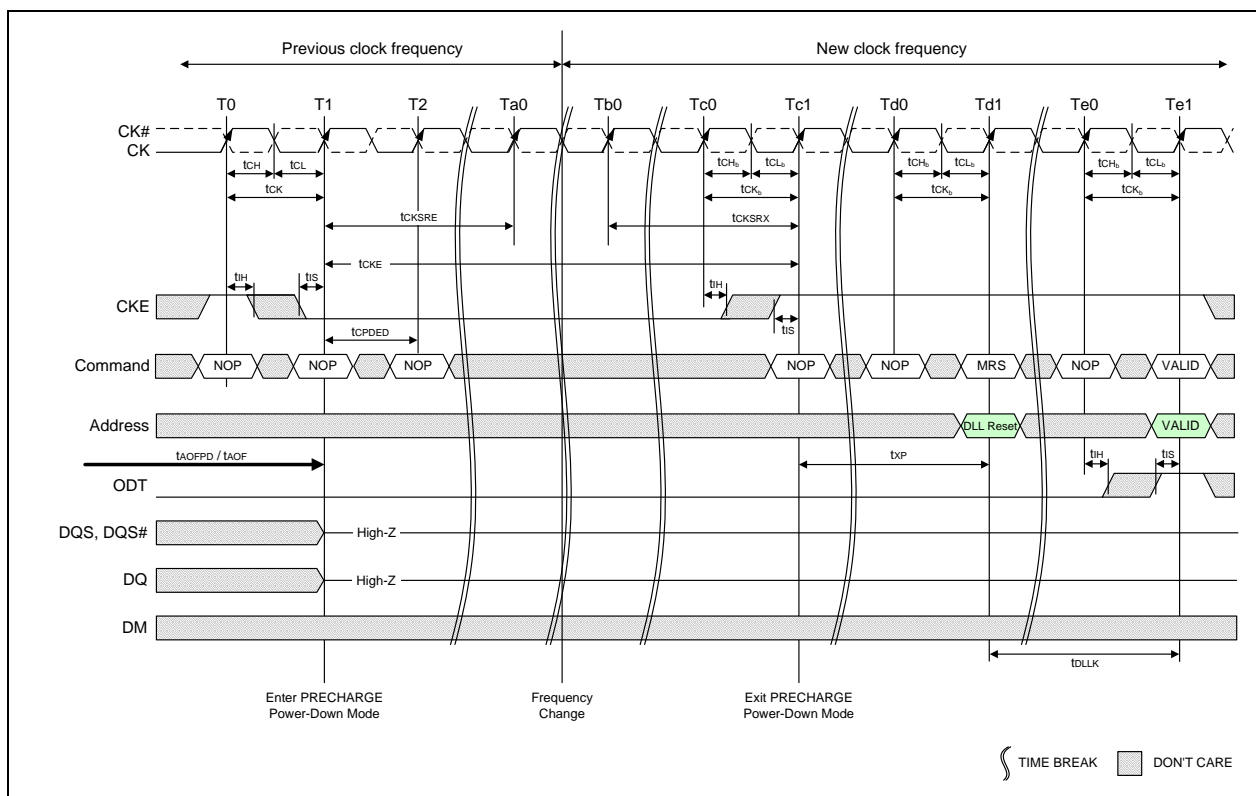 Previous clock frequency New clock frequency
T0 T1 T2 Ta0 Tb0 Tc0 Tc1 Td0 Td1 Te0 Te1
CK#
CK
tCH tCL tCHb tCLb tCHb tCLb tCHb tCLb
tCK tCKb tCKb tCKb
tCKSRE tCKSRX
tCKE
tIH tIS tIH
CKE
tIS
tCPDED
Command NOP NOP NOP NOP NOP MRS NOP VALID
Address DLL Reset VALID
tAOFPD / tAOF tXP tIH tIS
ODT
DQS, DQS# High-Z
DQ High-Z
DM
tDLLK
Enter PRECHARGE Frequency Exit PRECHARGE
Power-Down Mode Change Power-Down Mode
TIME BREAK DON'T CARE